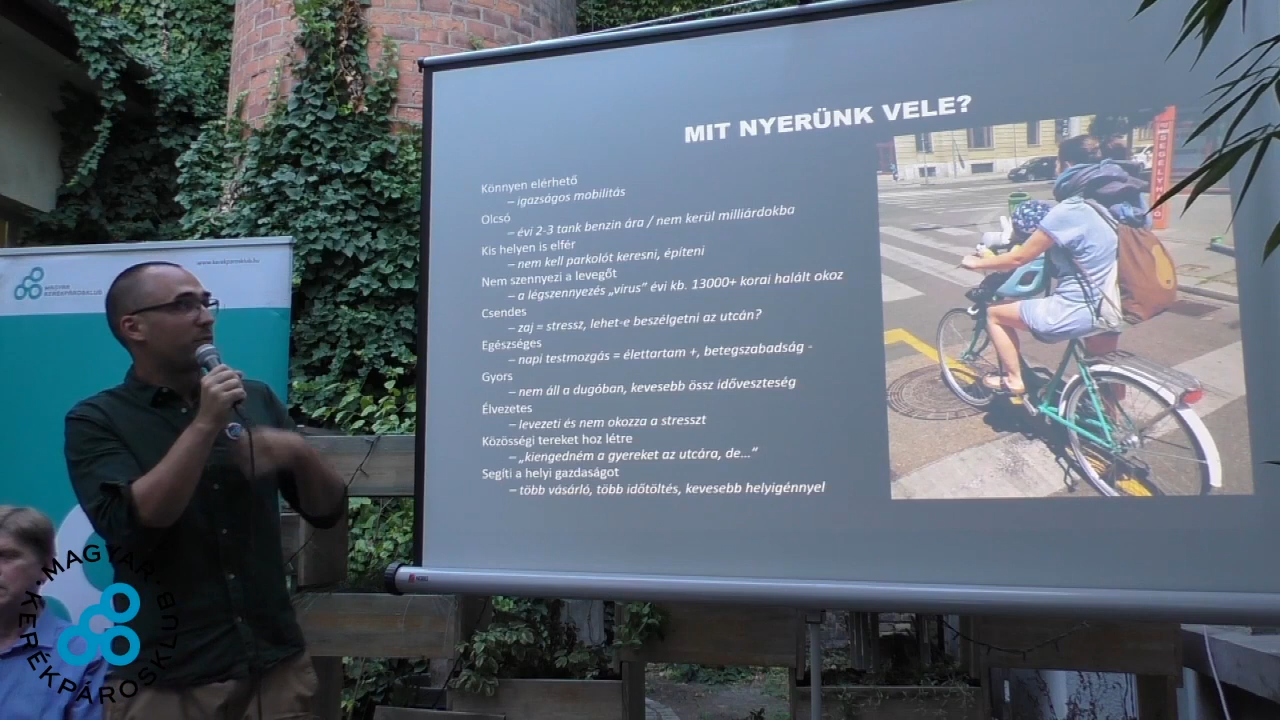 MIT NYERÜNK VELE?
Könnyen elérhető
– igazságos mobilitás
Olcsó
– évi 2-3 tank benzin ára / nem kerül milliárdokba
Kis helyen is elfér
– nem kell parkolót keresni, építeni
Nem szennyezi a levegőt
– a légszennyezés „vírus” évi kb. 13000+ korai halált okoz
Csendes
– zaj = stressz, lehet-e beszélgetni az utcán?
Egészséges
– napi testmozgás = élettartam +, betegszabadság -
Gyors
– nem áll a dugóban, kevesebb össz időveszteség
Élvezetes
– levezeti és nem okozza a stresszt
Közösségi tereket hoz létre
– „kiengedném a gyereket az utcára, de...”
Segíti a helyi gazdaságot
– több vásárló, több időtöltés, kevesebb helyigénnyel
www.kerekparosklub.hu
MAGYAR
KERÉKPÁROSKLUB
• MAGYAR • KERÉKPÁROSKLUB